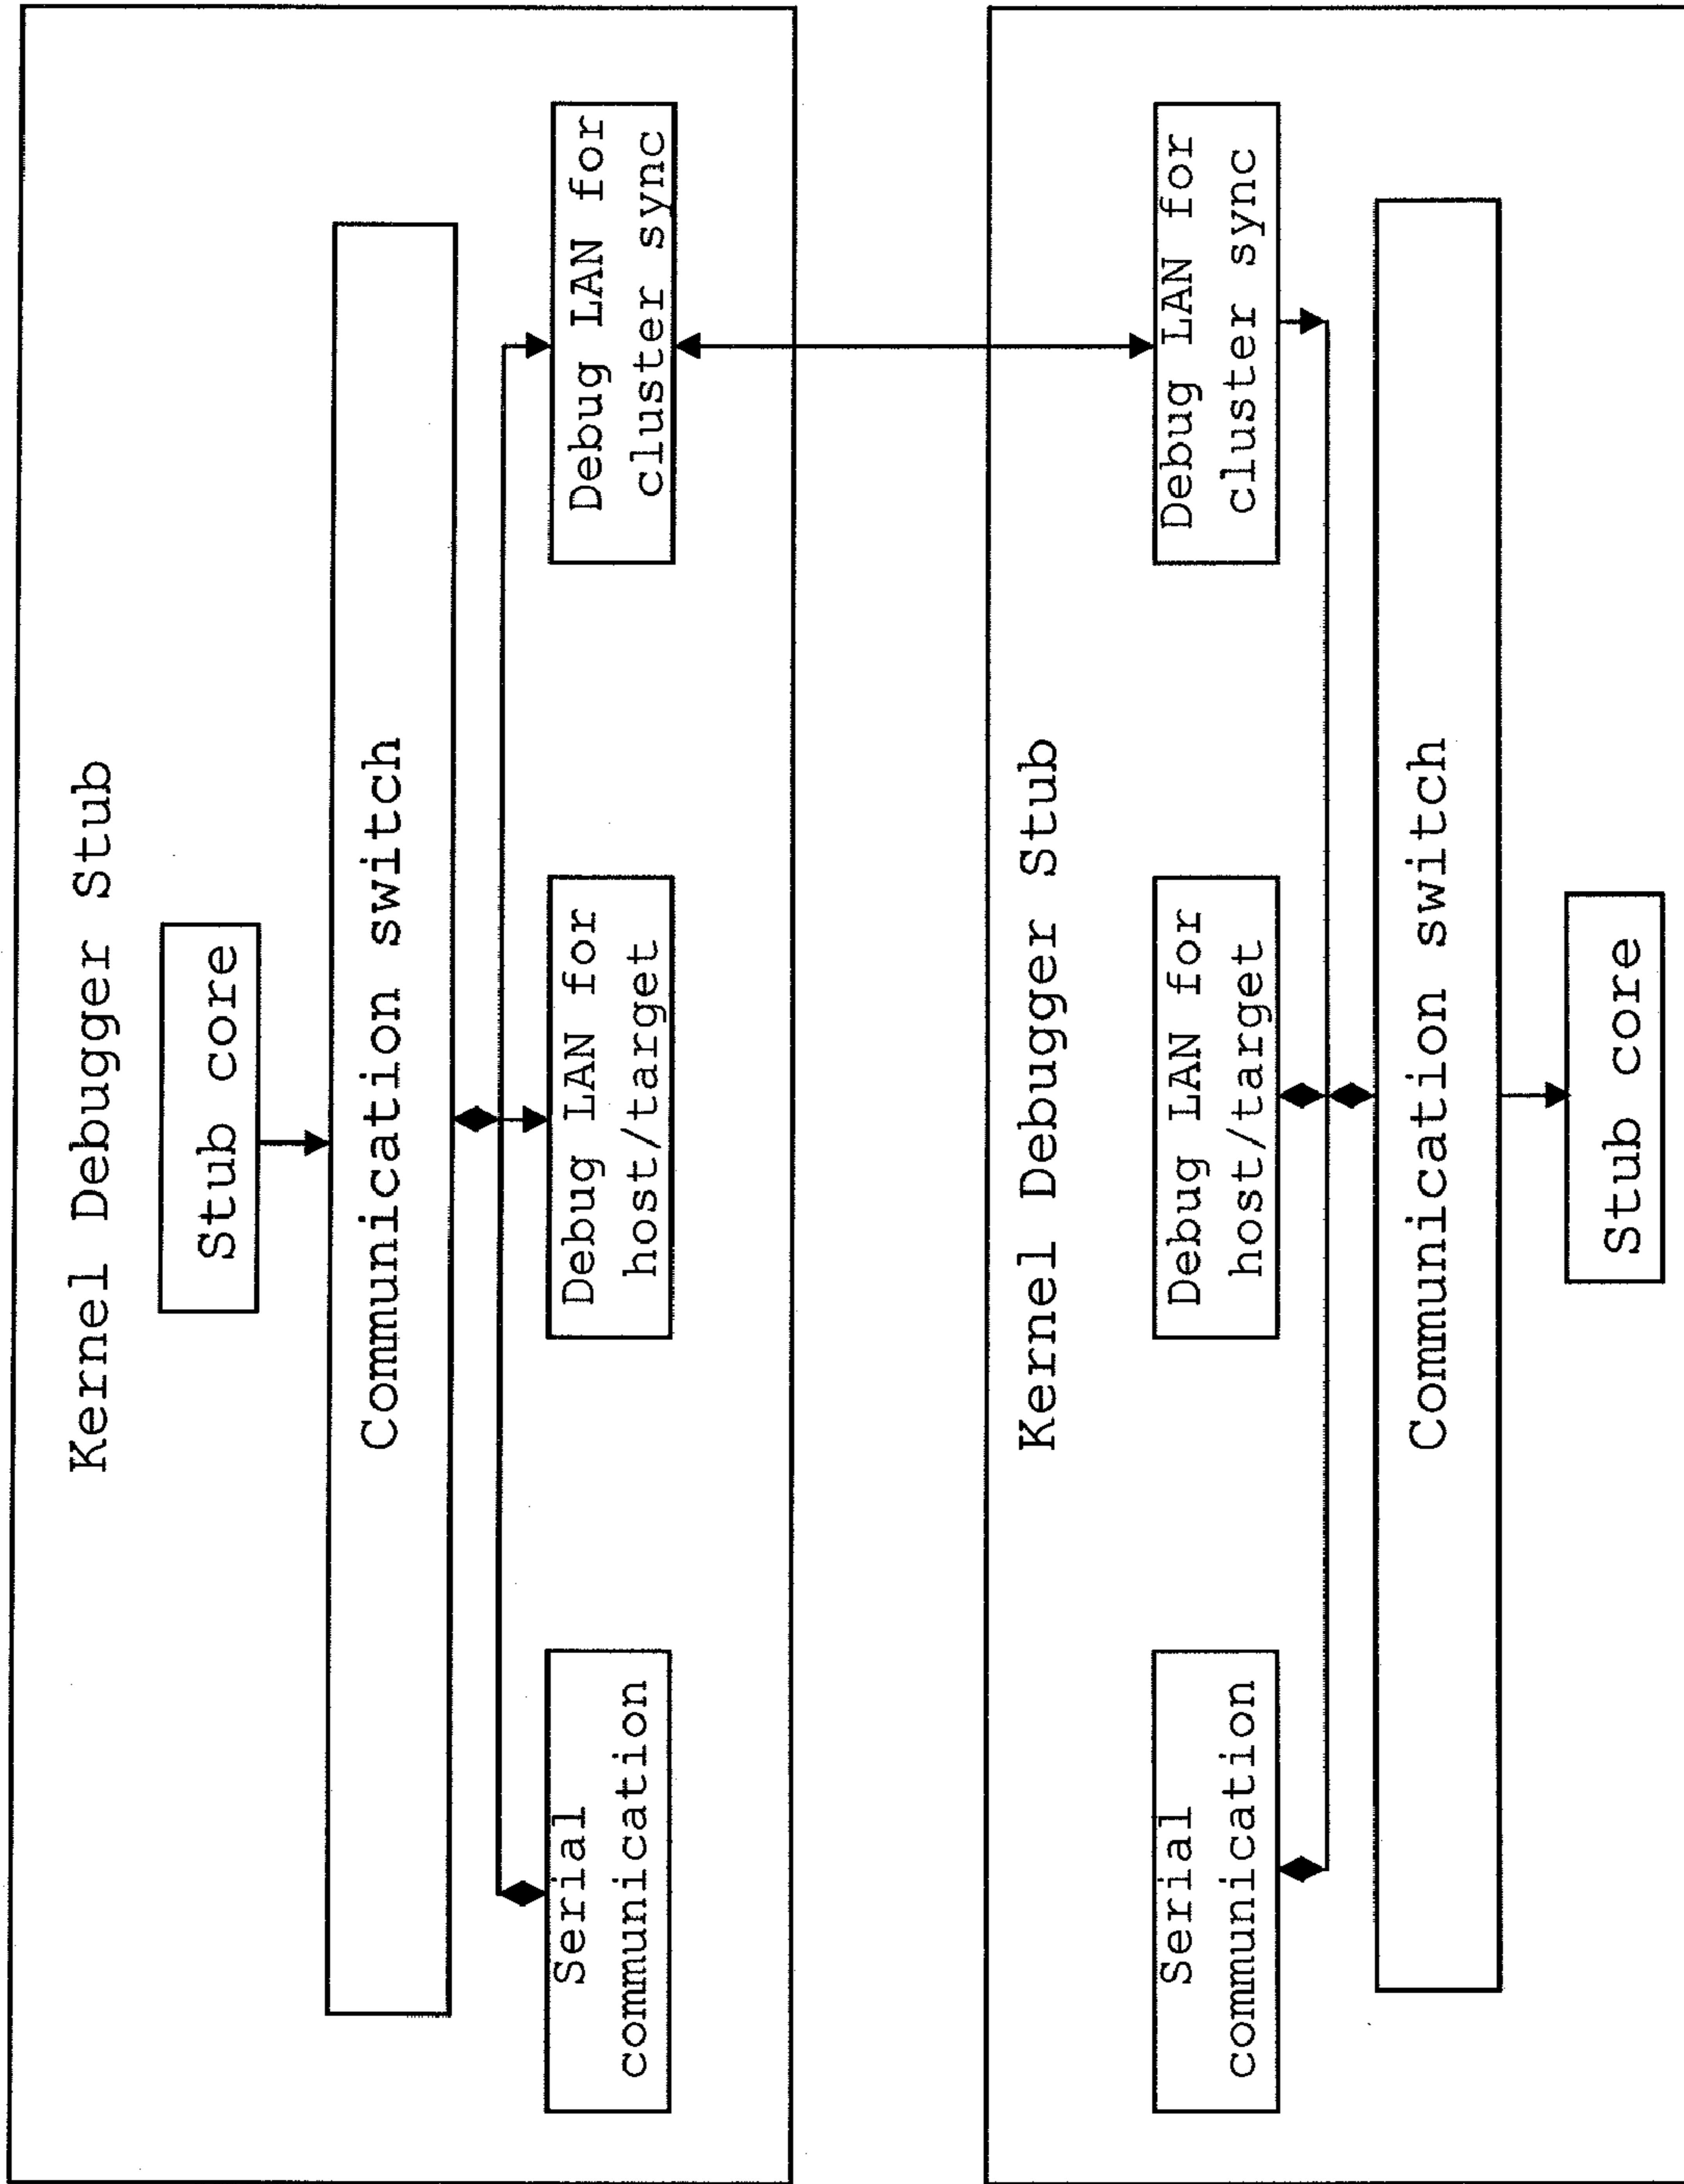 Kernel Debugger Stub
Stub core
Communication switch
Serial
communication
Debug LAN for
host/target
Debug LAN for
cluster sync
Kernel Debugger Stub
Serial
communication
Debug LAN for
host/target
Debug LAN for
cluster sync
Communication switch
Stub core